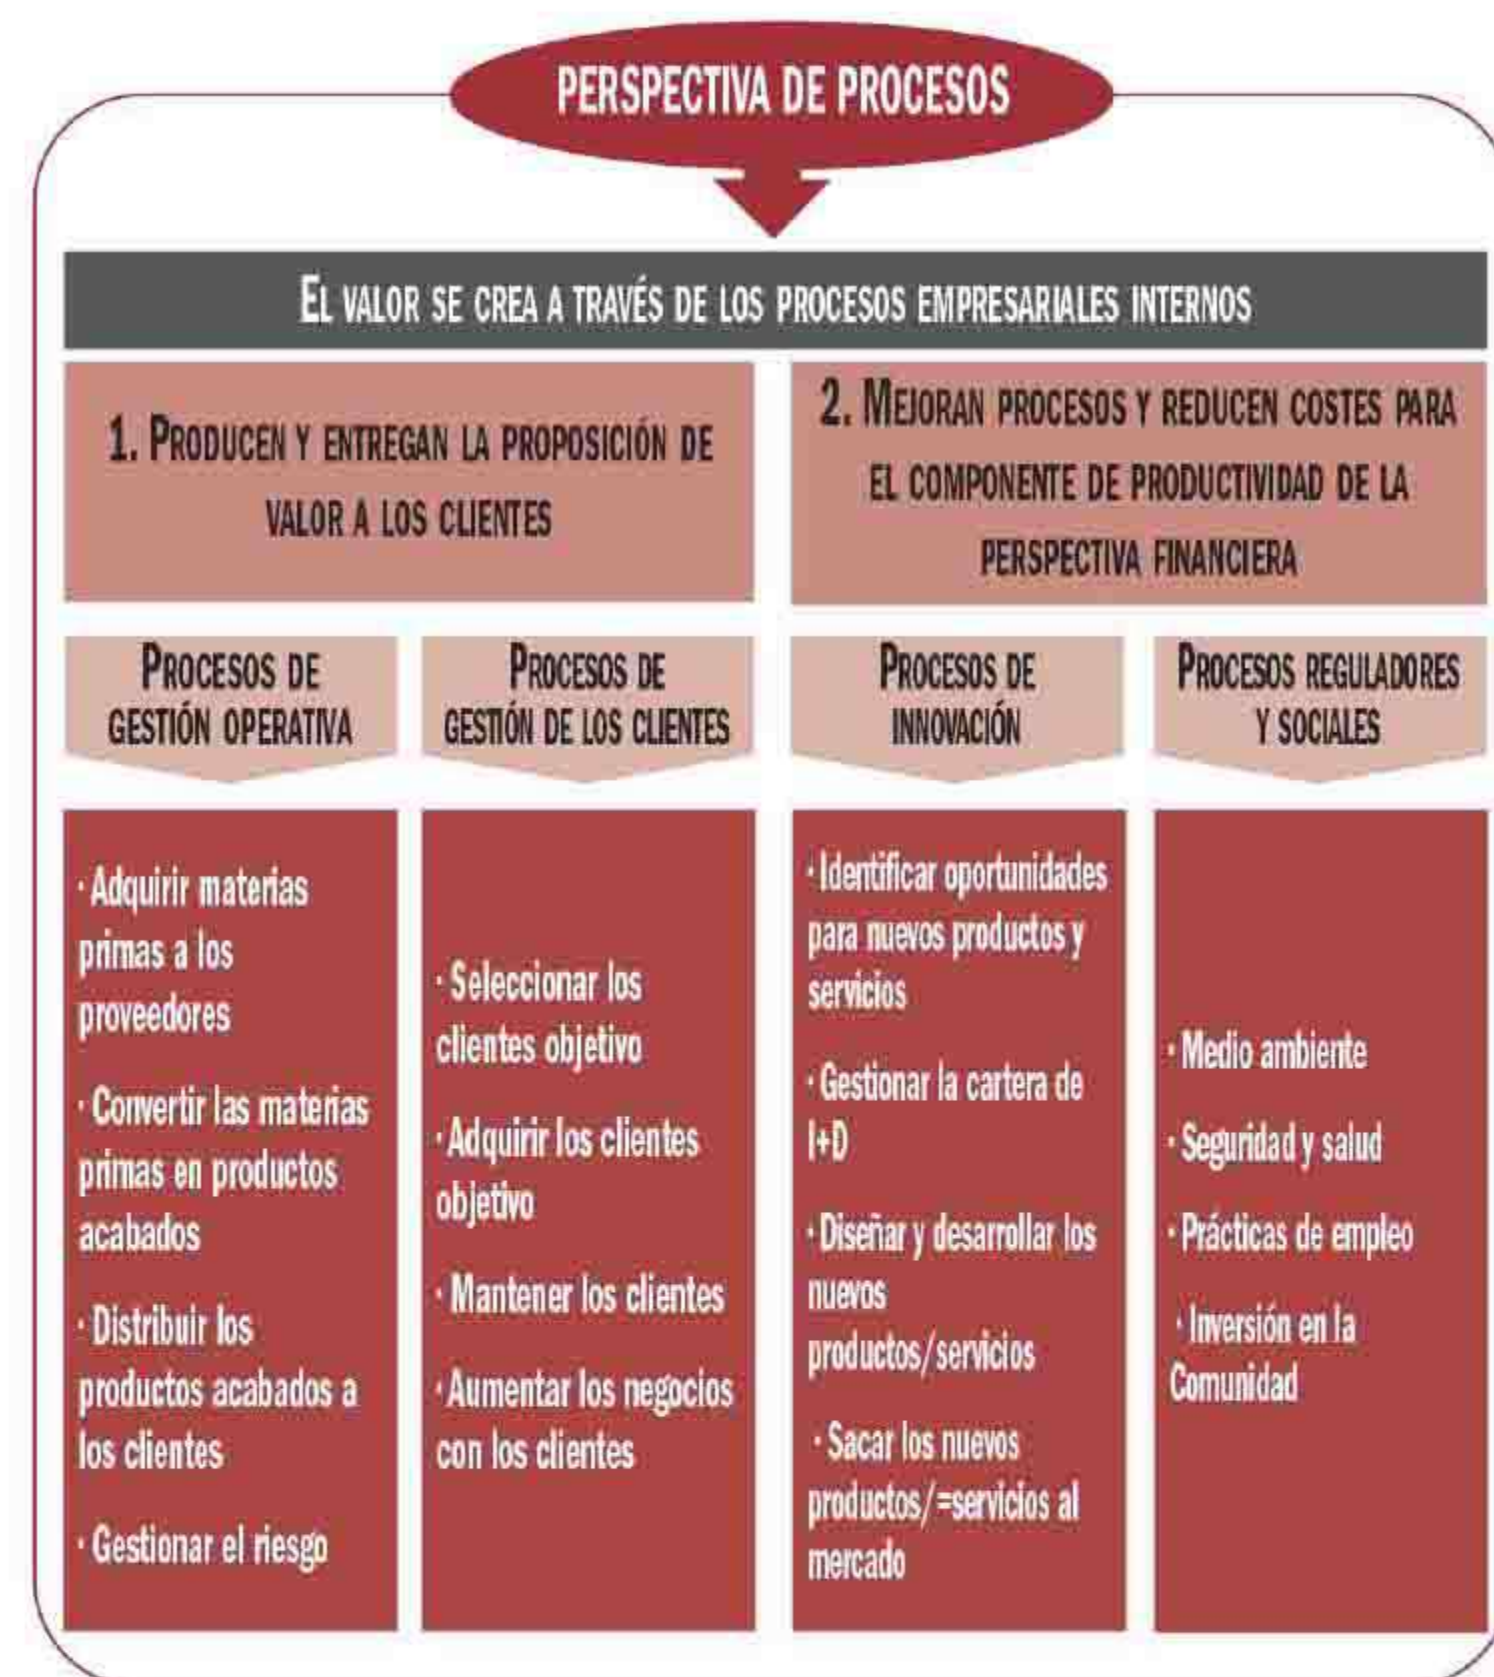 PERSPECTIVA DE PROCESOS
EL VALOR SE CREA A TRAVÉS DE LOS PROCESOS EMPRESARIALES INTERNOS
1. PRODUCEN Y ENTREGAN LA PROPOSICIÓN DE
VALOR A LOS CLIENTES
2. MEJORAN PROCESOS Y REDUCEN COSTES PARA
EL COMPONENTE DE PRODUCTIVIDAD DE LA
PERSPECTIVA FINANCIERA
PROCESOS DE
GESTIÓN OPERATIVA
PROCESOS DE
GESTIÓN DE LOS CLIENTES
PROCESOS DE
INNOVACIÓN
PROCESOS REGULADORES
Y SOCIALES
· Adquirir materias
primas a los
proveedores
· Convertir las materias
primas en productos
acabados
· Distribuir los
productos acabados a
los clientes
· Gestionar el riesgo
· Seleccionar los
clientes objetivo
· Adquirir los clientes
objetivo
· Mantener los clientes
· Aumentar los negocios
con los clientes
· Identificar oportunidades
para nuevos productos y
servicios
· Gestionar la cartera de
I+D
· Diseñar y desarrollar los
nuevos
productos/servicios
· Sacar los nuevos
productos/=servicios al
mercado
· Medio ambiente
· Seguridad y salud
· Prácticas de empleo
· Inversión en la
Comunidad